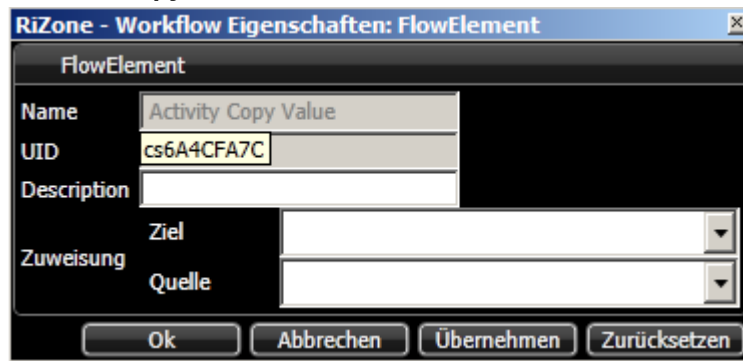 RiZone - Workflow Eigenschaften: FlowElement
FlowElement
Name Activity Copy Value
UID cs6A4CFA7C
Description
Zuweisung
Ziel
Quelle
Ok Abbrechen Übernehmen Zurücksetzen